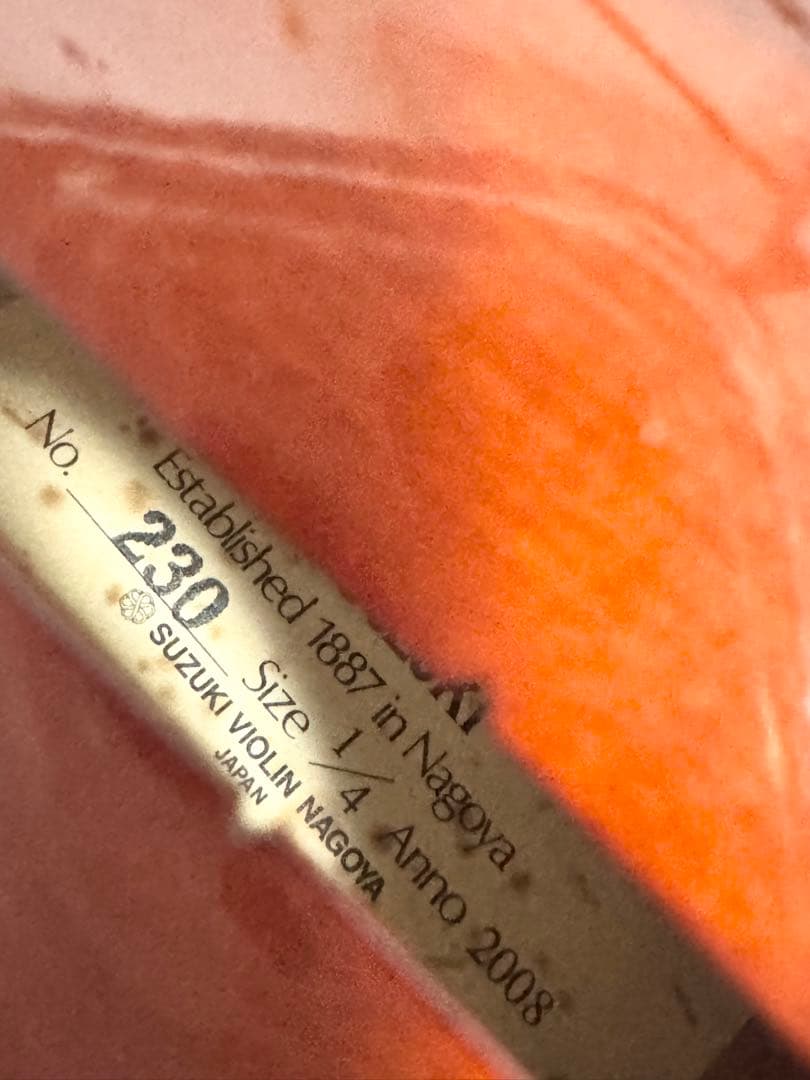 Established 1887 in Nagoya
No. 230 Size 1/4 Anno 2008
SUZUKI VIOLIN NAGOYA
JAPAN